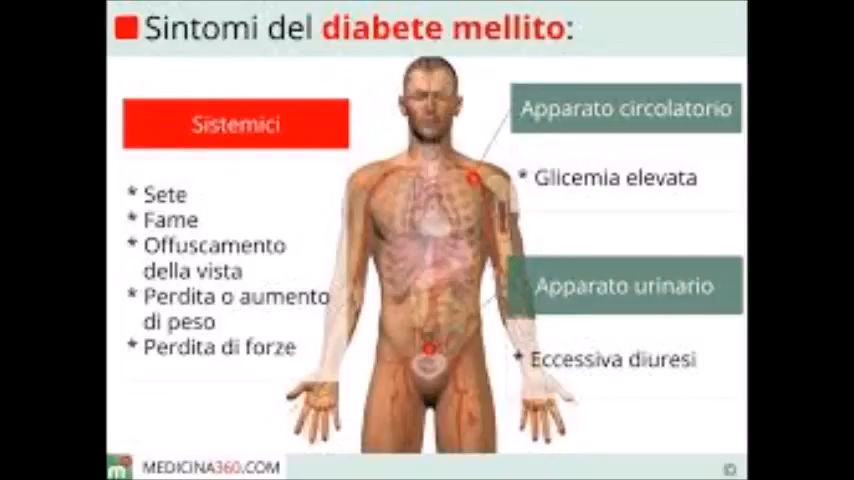 Sintomi del diabete mellito:
Sistemici
* Sete
* Fame
* Offuscamento
della vista
* Perdita o aumento
di peso
* Perdita di forze
Apparato circolatorio
* Glicemia elevata
Apparato urinario
* Eccessiva diuresi
m
MEDICINA360.COM
©